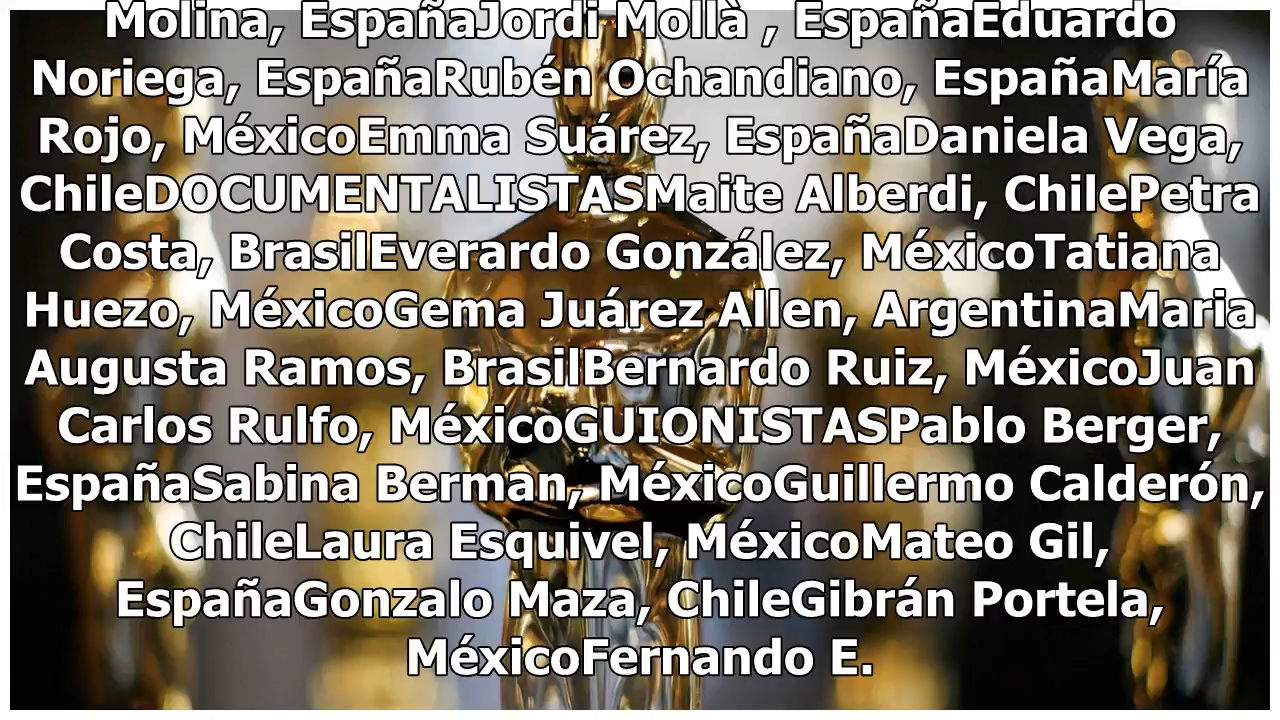 Molina, EspañaJordi Mollà , EspañaEduardo
Noriega, EspañaRubén Ochandiano, EspañaMaría
Rojo, MéxicoEmma Suárez, EspañaDaniela Vega,
ChileDOCUMENTALISTASMaite Alberdi, ChilePetra
Costa, BrasilEverardo González, MéxicoTatiana
Huezo, MéxicoGema Juárez Allen, ArgentinaMaria
Augusta Ramos, BrasilBernardo Ruiz, MéxicoJuan
Carlos Rulfo, MéxicoGUIONISTASPablo Berger,
EspañaSabina Berman, MéxicoGuillermo Calderón,
ChileLaura Esquivel, MéxicoMateo Gil,
EspañaGonzalo Maza, ChileGibrán Portela,
MéxicoFernando E.